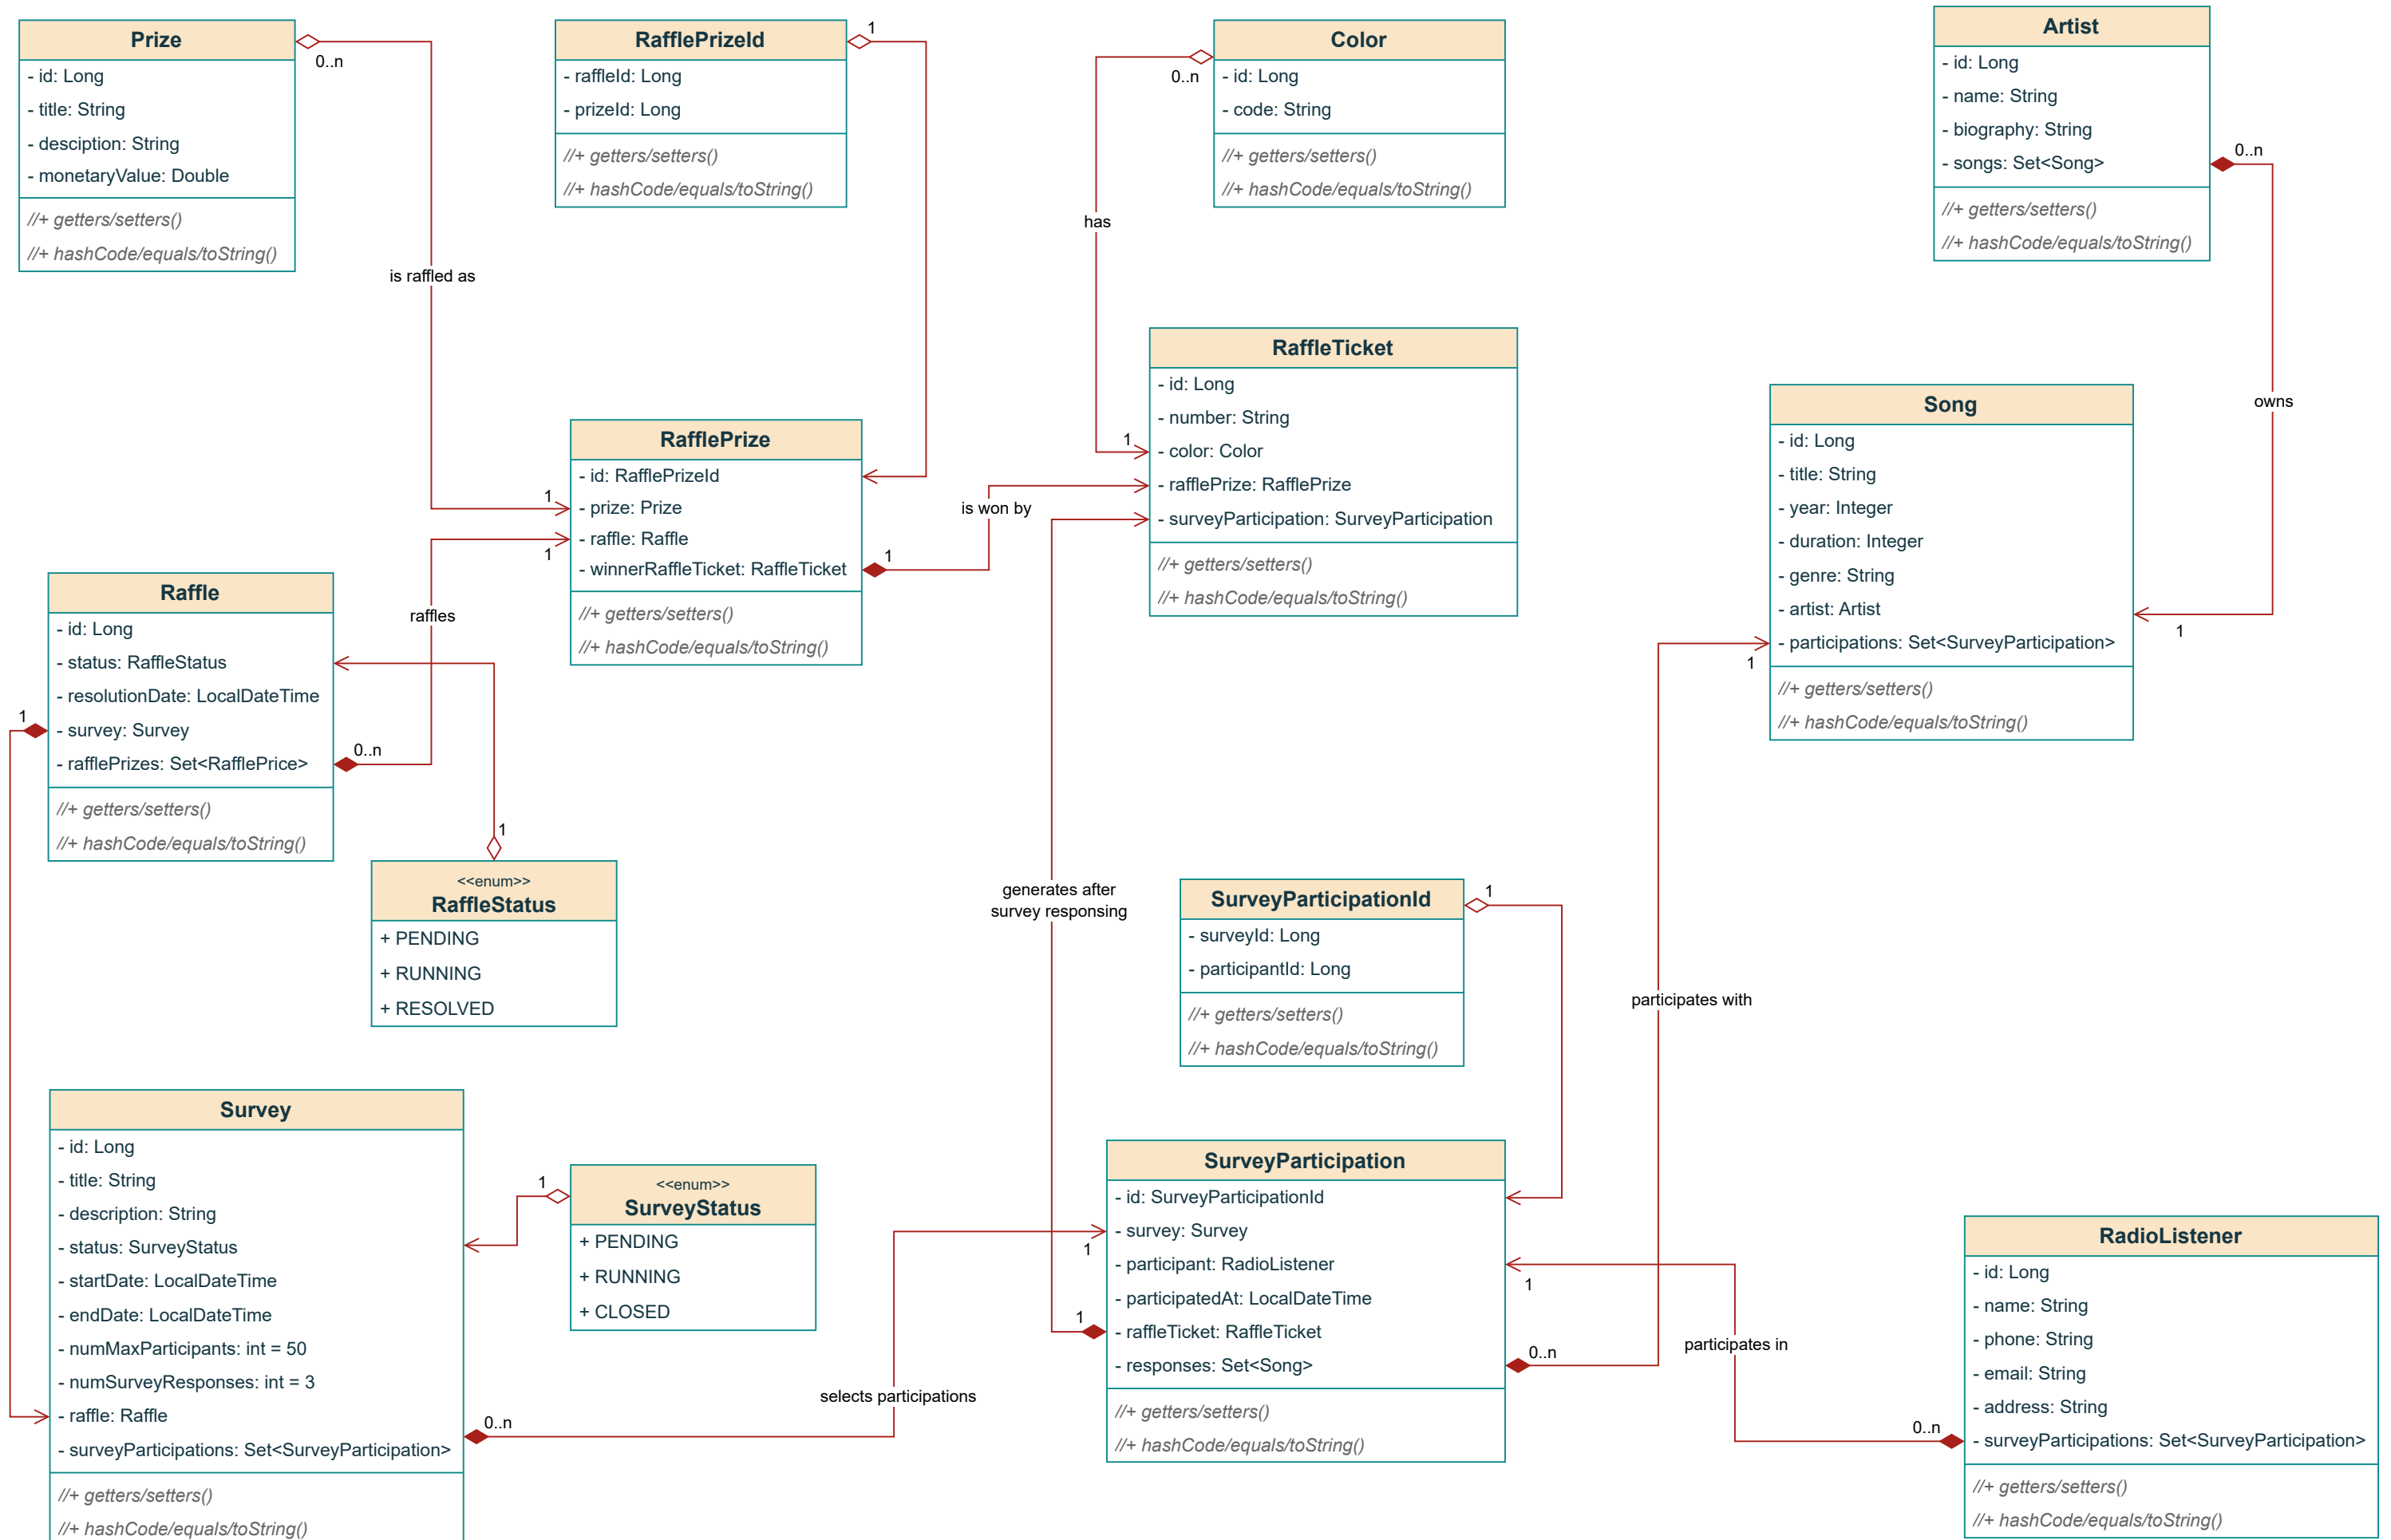 Prize
- id: Long
- title: String
- desciption: String
- monetaryValue: Double
//+ getters/setters()
//+ hashCode/equals/toString()
0..n
is raffled as
1
RafflePrizeId
- raffleId: Long
- prizeId: Long
//+ getters/setters()
//+ hashCode/equals/toString()
1
Color
- id: Long
- code: String
//+ getters/setters()
//+ hashCode/equals/toString()
0..n
has
1
Artist
- id: Long
- name: String
- biography: String
- songs: Set<Song>
//+ getters/setters()
//+ hashCode/equals/toString()
0..n
owns
1
RafflePrize
- id: RafflePrizeId
- prize: Prize
- raffle: Raffle
- winnerRaffleTicket: RaffleTicket
//+ getters/setters()
//+ hashCode/equals/toString()
1
is won by
RaffleTicket
- id: Long
- number: String
- color: Color
- rafflePrize: RafflePrize
- surveyParticipation: SurveyParticipation
//+ getters/setters()
//+ hashCode/equals/toString()
Song
- id: Long
- title: String
- year: Integer
- duration: Integer
- genre: String
- artist: Artist
- participations: Set<SurveyParticipation>
//+ getters/setters()
//+ hashCode/equals/toString()
1
Raffle
- id: Long
- status: RaffleStatus
- resolutionDate: LocalDateTime
- survey: Survey
- rafflePrizes: Set<RafflePrice>
//+ getters/setters()
//+ hashCode/equals/toString()
1
0..n
raffles
1
1
<<enum>>
RaffleStatus
+ PENDING
+ RUNNING
+ RESOLVED
generates after
survey responsing
SurveyParticipationId
- surveyId: Long
- participantId: Long
//+ getters/setters()
//+ hashCode/equals/toString()
1
participates with
Survey
- id: Long
- title: String
- description: String
- status: SurveyStatus
- startDate: LocalDateTime
- endDate: LocalDateTime
- numMaxParticipants: int = 50
- numSurveyResponses: int = 3
- raffle: Raffle
- surveyParticipations: Set<SurveyParticipation>
//+ getters/setters()
//+ hashCode/equals/toString()
1
<<enum>>
SurveyStatus
+ PENDING
+ RUNNING
+ CLOSED
0..n
selects participations
1
SurveyParticipation
- id: SurveyParticipationId
- survey: Survey
- participant: RadioListener
- participatedAt: LocalDateTime
- raffleTicket: RaffleTicket
- responses: Set<Song>
//+ getters/setters()
//+ hashCode/equals/toString()
1
0..n
1
participates in
0..n
RadioListener
- id: Long
- name: String
- phone: String
- email: String
- address: String
- surveyParticipations: Set<SurveyParticipation>
//+ getters/setters()
//+ hashCode/equals/toString()